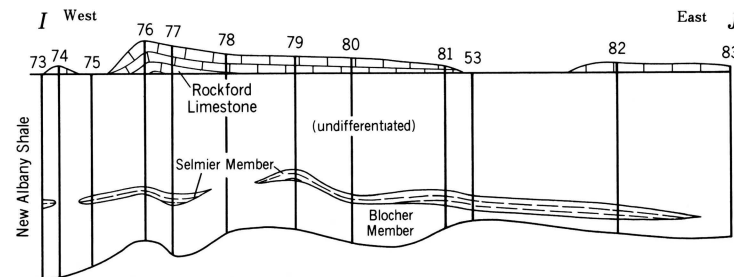 I West East J
73 74 75 76 77 78 79 80 81 53 82 83
Rockford
Limestone
(undifferentiated)
Selmier Member
Blocher
Member
New Albany Shale